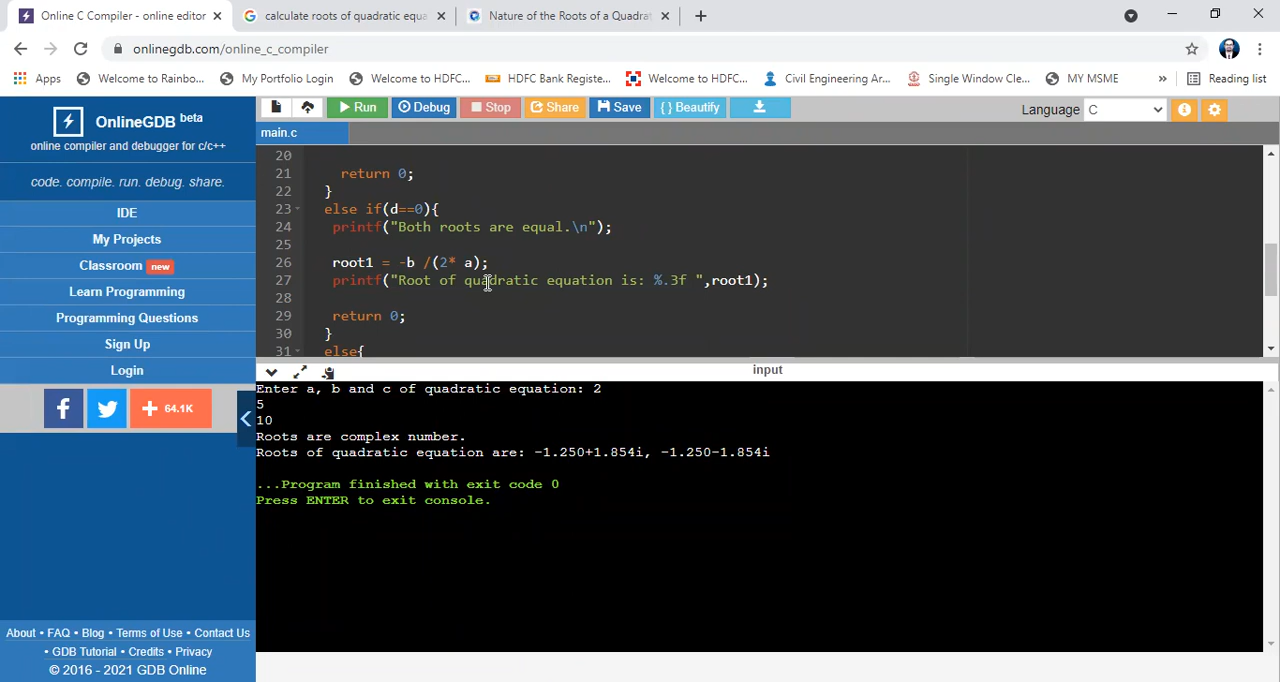 Online C Compiler - online editor
calculate roots of quadratic equa
Nature of the Roots of a Quadrat
onlinegdb.com/online_c_compiler
Apps
Welcome to Rainbo...
My Portfolio Login
Welcome to HDFC...
HDFC Bank Registe...
Welcome to HDFC...
Civil Engineering Ar...
Single Window Cle...
MY MSME
»
Reading list
OnlineGDB beta
online compiler and debugger for c/c++
code. compile. run. debug. share.
IDE
My Projects
Classroom new
Learn Programming
Programming Questions
Sign Up
Login
f
+ 64.1K
About • FAQ • Blog • Terms of Use • Contact Us
• GDB Tutorial • Credits • Privacy
© 2016 - 2021 GDB Online
Run
Debug
Stop
Share
Save
{ } Beautify
Language C
main.c
20
21 return 0;
22 }
23 else if(d==0){
24 printf("Both roots are equal.\n");
25
26 root1 = -b /(2* a);
27 printf("Root of quadratic equation is: %.3f ",root1);
28
29 return 0;
30 }
31 else{
input
Enter a, b and c of quadratic equation: 2
5
10
Roots are complex number.
Roots of quadratic equation are: -1.250+1.854i, -1.250-1.854i
...Program finished with exit code 0
Press ENTER to exit console.